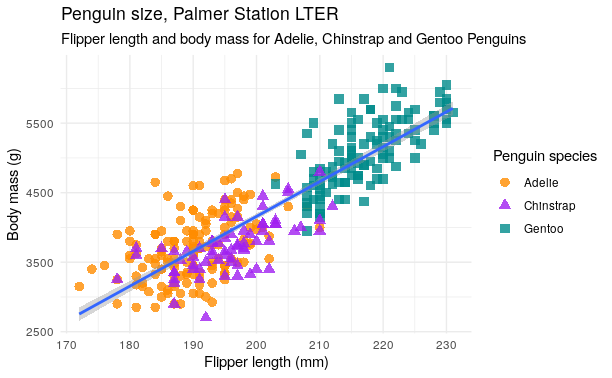 Penguin size, Palmer Station LTER
Flipper length and body mass for Adelie, Chinstrap and Gentoo Penguins
Body mass (g)
5500
4500
3500
2500
170 180 190 200 210 220 230
Flipper length (mm)
Penguin species
Adelie
Chinstrap
Gentoo